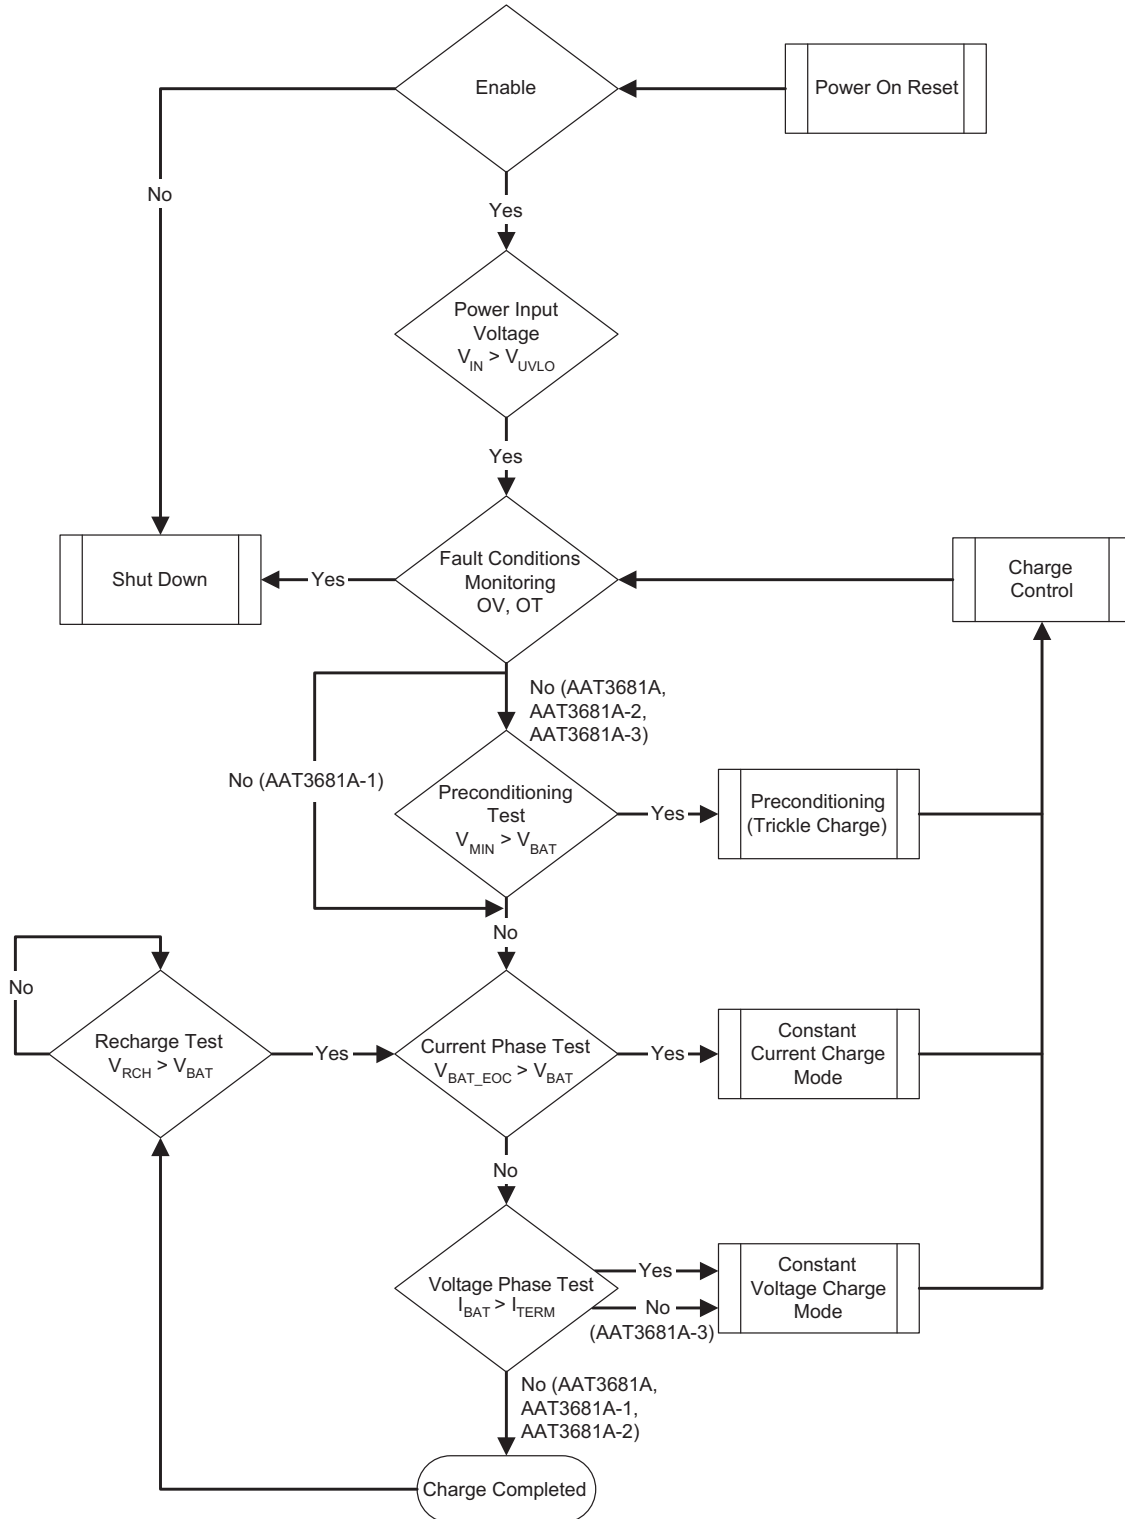 Enable
Power On Reset
No
Yes
Power Input
Voltage
V_IN > V_UVLO
Yes
Shut Down
Yes
Fault Conditions
Monitoring
OV, OT
Charge
Control
No (AAT3681A,
AAT3681A-2,
AAT3681A-3)
No (AAT3681A-1)
Preconditioning
Test
V_MIN > V_BAT
Yes
Preconditioning
(Trickle Charge)
No
No
Recharge Test
V_RCH > V_BAT
Yes
Current Phase Test
V_BAT_EOC > V_BAT
Yes
Constant
Current Charge
Mode
No
Voltage Phase Test
I_BAT > I_TERM
Yes
No
(AAT3681A-3)
Constant
Voltage Charge
Mode
No (AAT3681A,
AAT3681A-1,
AAT3681A-2)
Charge Completed